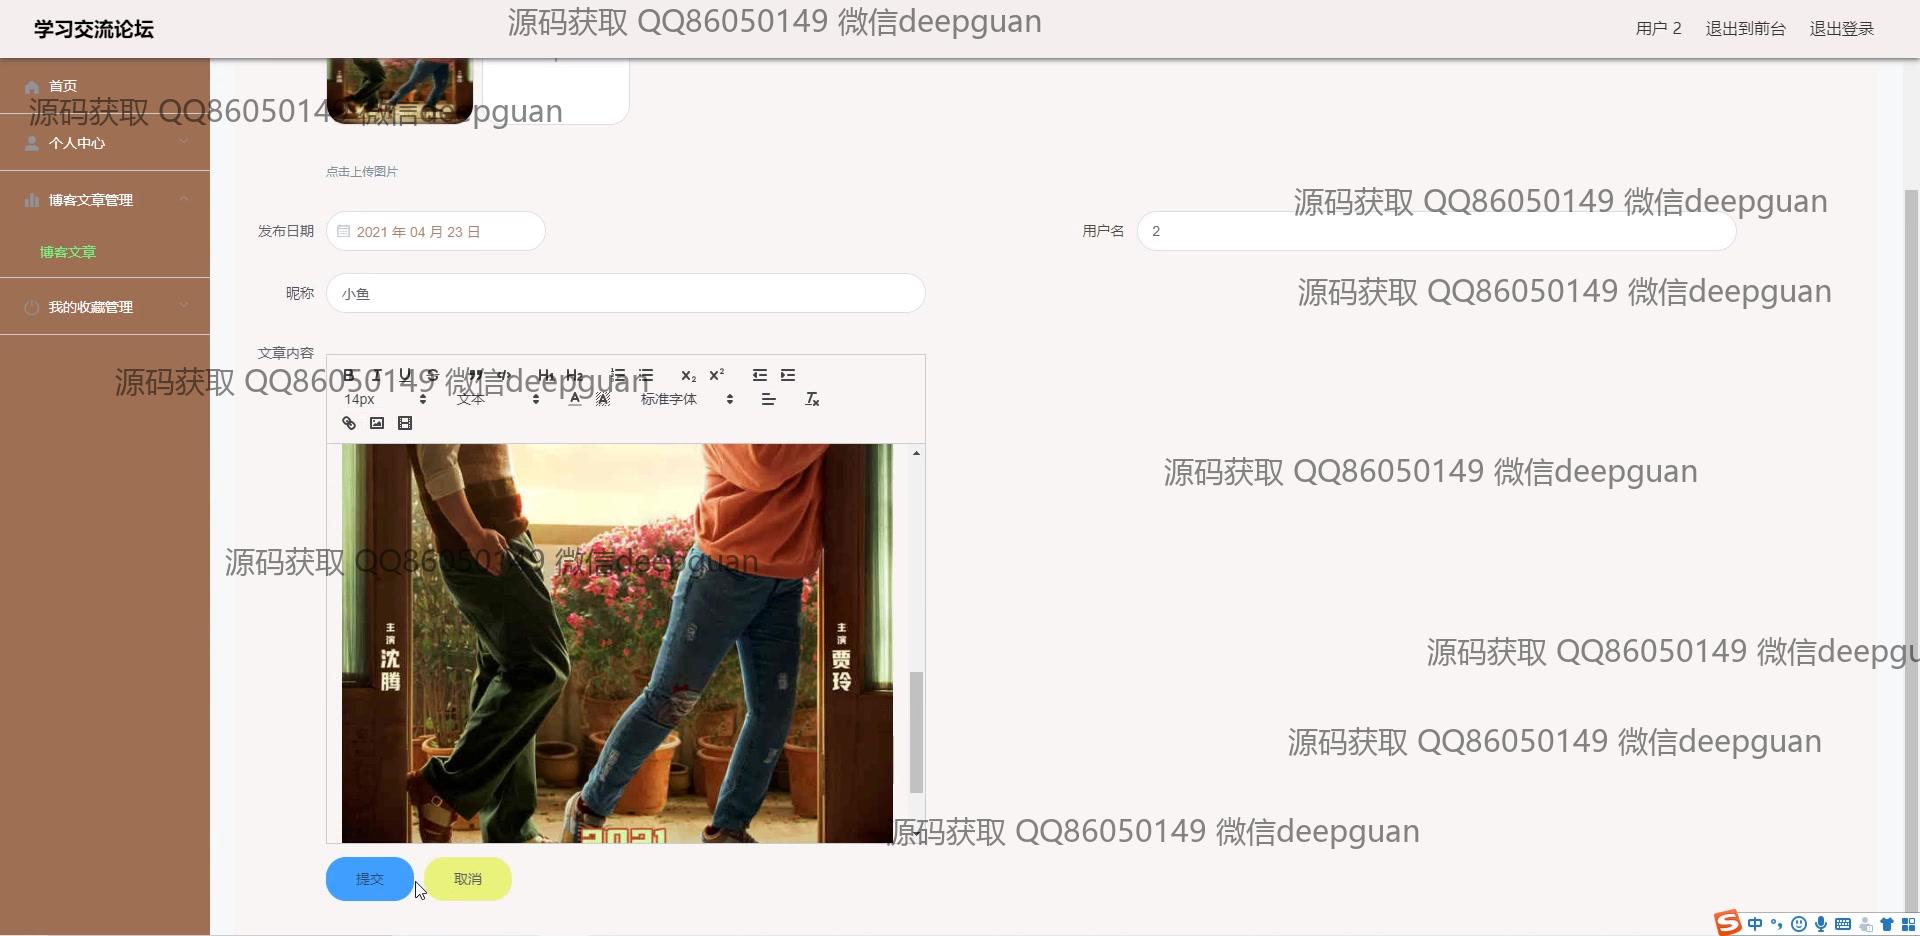 学习交流论坛
源码获取 QQ86050149 微信deepguan
用户 2
退出到前台
退出登录
首页
源码获取 QQ86050149 微信deepguan
个人中心
点击上传图片
博客文章管理
源码获取 QQ86050149 微信deepguan
发布日期
2021 年 04 月 23 日
用户名
2
博客文章
昵称
小鱼
源码获取 QQ86050149 微信deepguan
我的收藏管理
文章内容
B I U S H1 H2 x₂ x²
源码获取 QQ86050149 微信deepguan
14px
文本
A A
标准字体
Tx
源码获取 QQ86050149 微信deepguan
源码获取 QQ86050149 微信deepguan
主演
沈腾
主演
贾玲
源码获取 QQ86050149 微信deepgu
源码获取 QQ86050149 微信deepguan
2021
源码获取 QQ86050149 微信deepguan
提交
取消
S 中